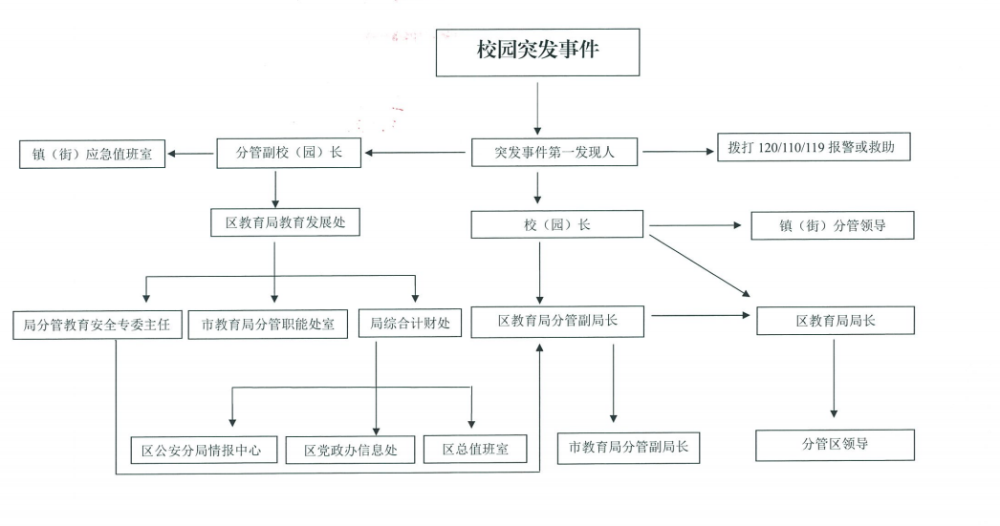 校园突发事件
镇（街）应急值班室
分管副校（园）长
突发事件第一发现人
拨打 120/110/119 报警或救助
区教育局教育发展处
校（园）长
镇（街）分管领导
局分管教育安全专委主任
市教育局分管职能处室
局综合计财处
区教育局分管副局长
区教育局局长
区公安分局情报中心
区党政办信息处
区总值班室
市教育局分管副局长
分管区领导